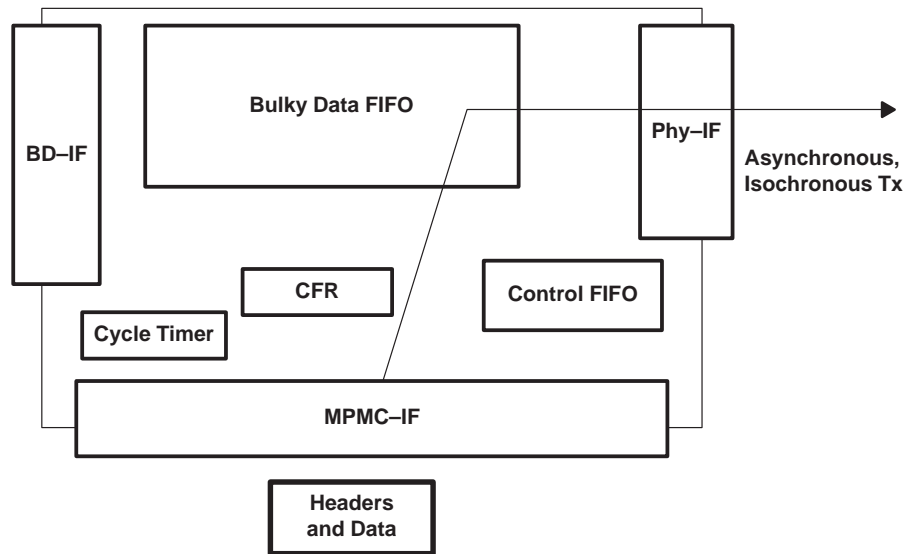 Bulky Data FIFO
BD–IF
Phy–IF
Asynchronous,
Isochronous Tx
CFR
Control FIFO
Cycle Timer
MPMC–IF
Headers
and Data